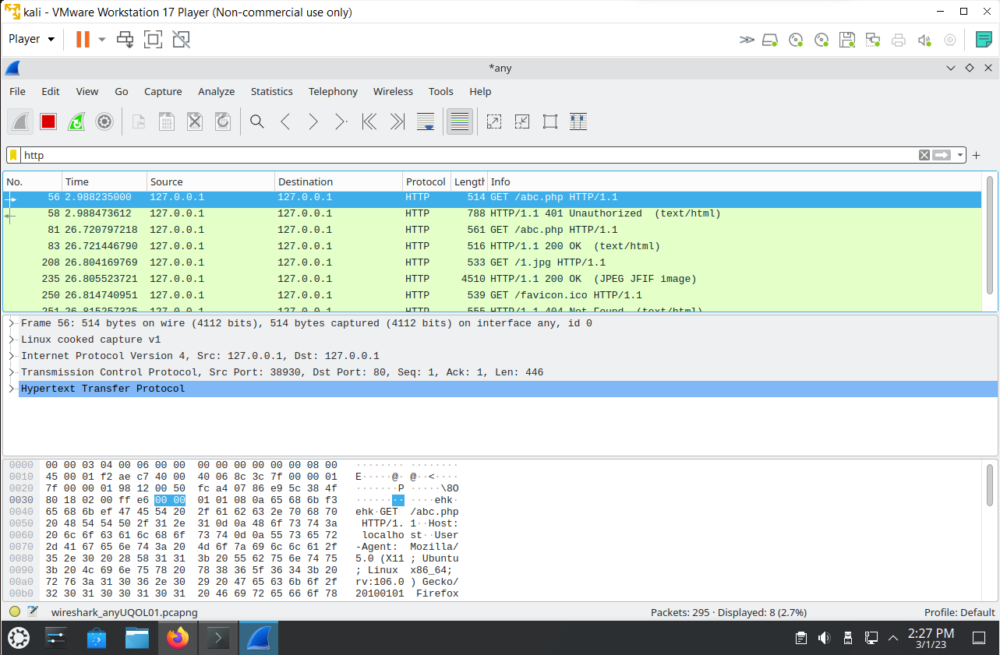 kali - VMware Workstation 17 Player (Non-commercial use only)
Player
*any
File Edit View Go Capture Analyze Statistics Telephony Wireless Tools Help
http
No. Time Source Destination Protocol Length Info
56 2.988235000 127.0.0.1 127.0.0.1 HTTP 514 GET /abc.php HTTP/1.1
58 2.988473612 127.0.0.1 127.0.0.1 HTTP 788 HTTP/1.1 401 Unauthorized (text/html)
81 26.720797218 127.0.0.1 127.0.0.1 HTTP 561 GET /abc.php HTTP/1.1
83 26.721446790 127.0.0.1 127.0.0.1 HTTP 516 HTTP/1.1 200 OK (text/html)
208 26.804169769 127.0.0.1 127.0.0.1 HTTP 533 GET /1.jpg HTTP/1.1
235 26.805523721 127.0.0.1 127.0.0.1 HTTP 4510 HTTP/1.1 200 OK (JPEG JFIF image)
250 26.814740951 127.0.0.1 127.0.0.1 HTTP 539 GET /favicon.ico HTTP/1.1
251 26.815257325 127.0.0.1 127.0.0.1 HTTP 555 HTTP/1.1 404 Not Found (text/html)
Frame 56: 514 bytes on wire (4112 bits), 514 bytes captured (4112 bits) on interface any, id 0
Linux cooked capture v1
Internet Protocol Version 4, Src: 127.0.0.1, Dst: 127.0.0.1
Transmission Control Protocol, Src Port: 38930, Dst Port: 80, Seq: 1, Ack: 1, Len: 446
Hypertext Transfer Protocol
0000 00 00 03 04 00 06 00 00 00 00 00 00 00 00 08 00 ········ ········
0010 45 00 01 f2 ae c7 40 00 40 06 8c 3c 7f 00 00 01 E·····@· @··<····
0020 7f 00 00 01 98 12 00 50 fc a4 07 86 e9 5c 38 4f ·······P ·····\8O
0030 80 18 02 00 ff e6 00 00 01 01 08 0a 65 68 6b f3 ········ ····ehk·
0040 65 68 6b ef 47 45 54 20 2f 61 62 63 2e 70 68 70 ehk·GET /abc.php
0050 20 48 54 54 50 2f 31 2e 31 0d 0a 48 6f 73 74 3a HTTP/1. 1··Host:
0060 20 6c 6f 63 61 6c 68 6f 73 74 0d 0a 55 73 65 72 localho st··User
0070 2d 41 67 65 6e 74 3a 20 4d 6f 7a 69 6c 6c 61 2f -Agent: Mozilla/
0080 35 2e 30 20 28 58 31 31 3b 20 55 62 75 6e 74 75 5.0 (X11 ; Ubuntu
0090 3b 20 4c 69 6e 75 78 20 78 38 36 5f 36 34 3b 20 ; Linux x86_64;
00a0 72 76 3a 31 30 36 2e 30 29 20 47 65 63 6b 6f 2f rv:106.0 ) Gecko/
00b0 32 30 31 30 30 31 30 31 20 46 69 72 65 66 6f 78 20100101 Firefox
wireshark_anyUQOL01.pcapng Packets: 295 · Displayed: 8 (2.7%) Profile: Default
2:27 PM
3/1/23